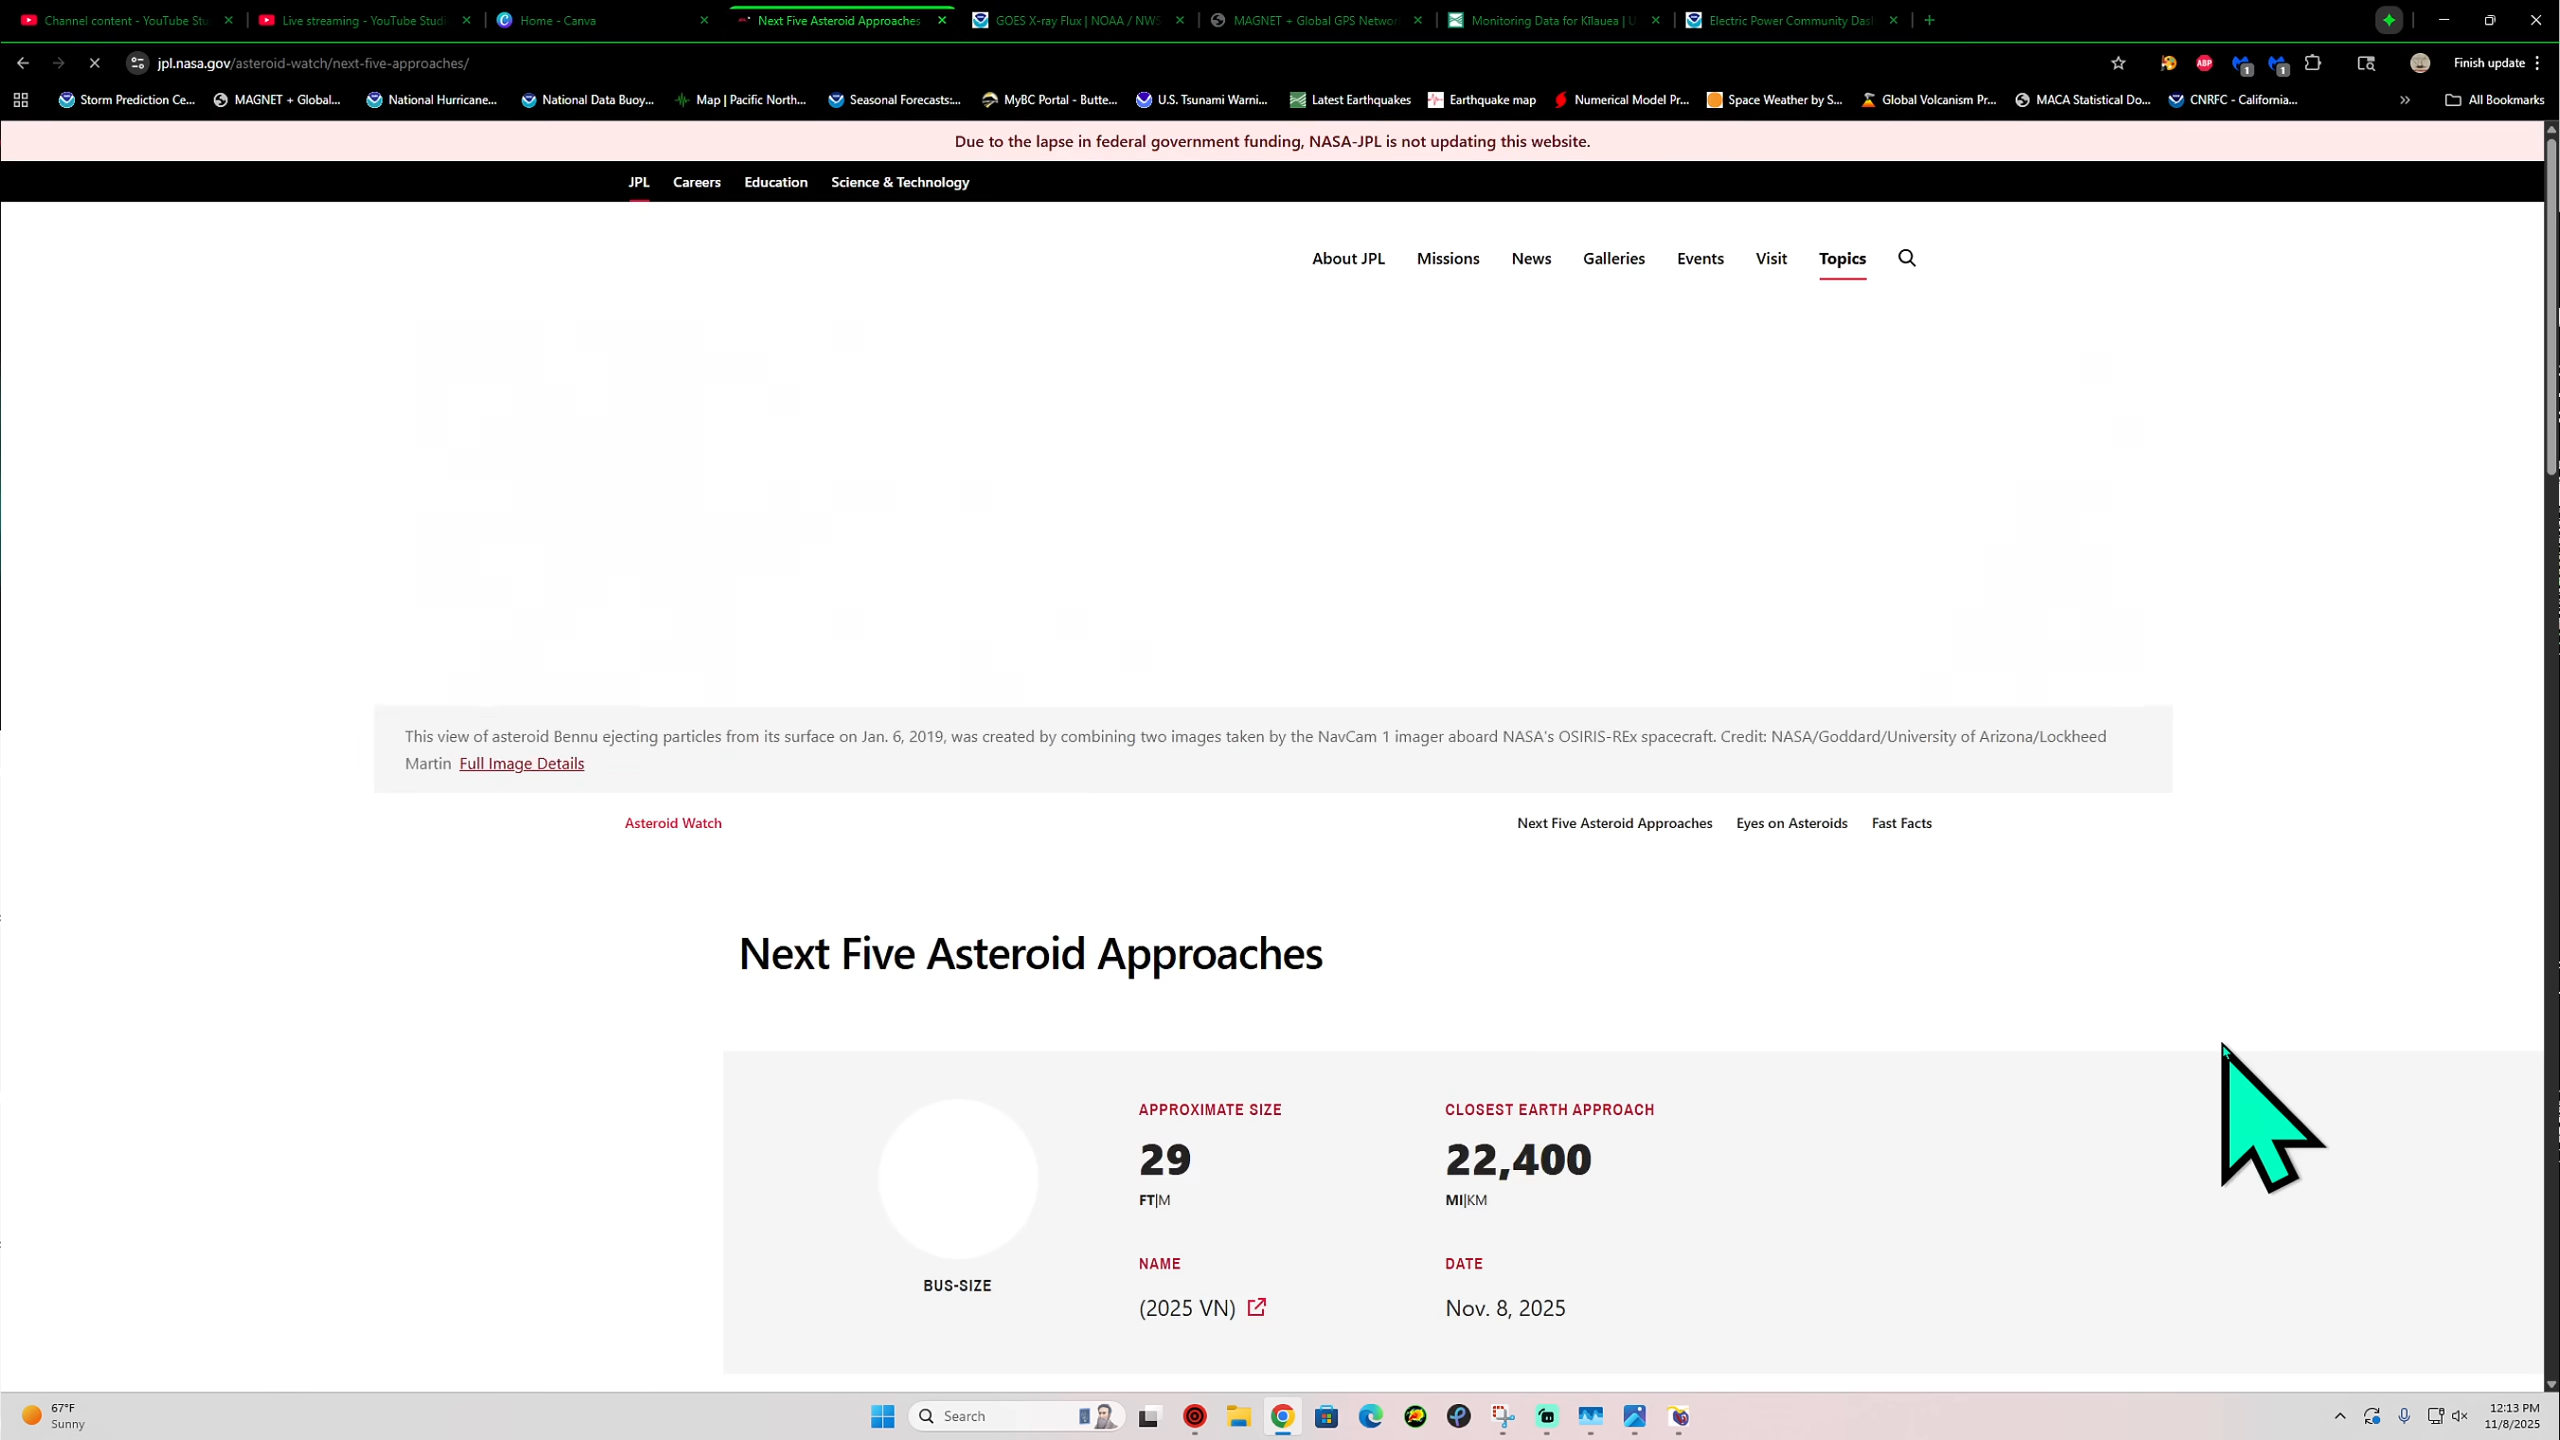 Channel content - YouTube Stu
Live streaming - YouTube Studi
Home - Canva
Next Five Asteroid Approaches
GOES X-ray Flux | NOAA / NWS
MAGNET + Global GPS Networ
Monitoring Data for Kīlauea | U
Electric Power Community Das
jpl.nasa.gov/asteroid-watch/next-five-approaches/
ABP
1
1
Finish update
Storm Prediction Ce...
MAGNET + Global...
National Hurricane...
National Data Buoy...
Map | Pacific North...
Seasonal Forecasts:...
MyBC Portal - Butte...
U.S. Tsunami Warni...
Latest Earthquakes
Earthquake map
Numerical Model Pr...
Space Weather by S...
Global Volcanism Pr...
MACA Statistical Do...
CNRFC - California...
All Bookmarks
Due to the lapse in federal government funding, NASA-JPL is not updating this website.
JPL Careers Education Science & Technology
About JPL Missions News Galleries Events Visit Topics
This view of asteroid Bennu ejecting particles from its surface on Jan. 6, 2019, was created by combining two images taken by the NavCam 1 imager aboard NASA's OSIRIS-REx spacecraft. Credit: NASA/Goddard/University of Arizona/Lockheed
Martin Full Image Details
Asteroid Watch
Next Five Asteroid Approaches Eyes on Asteroids Fast Facts
Next Five Asteroid Approaches
APPROXIMATE SIZE
29
FT|M
CLOSEST EARTH APPROACH
22,400
MI|KM
BUS-SIZE
NAME
(2025 VN)
DATE
Nov. 8, 2025
67°F
Sunny
Search
12:13 PM
11/8/2025